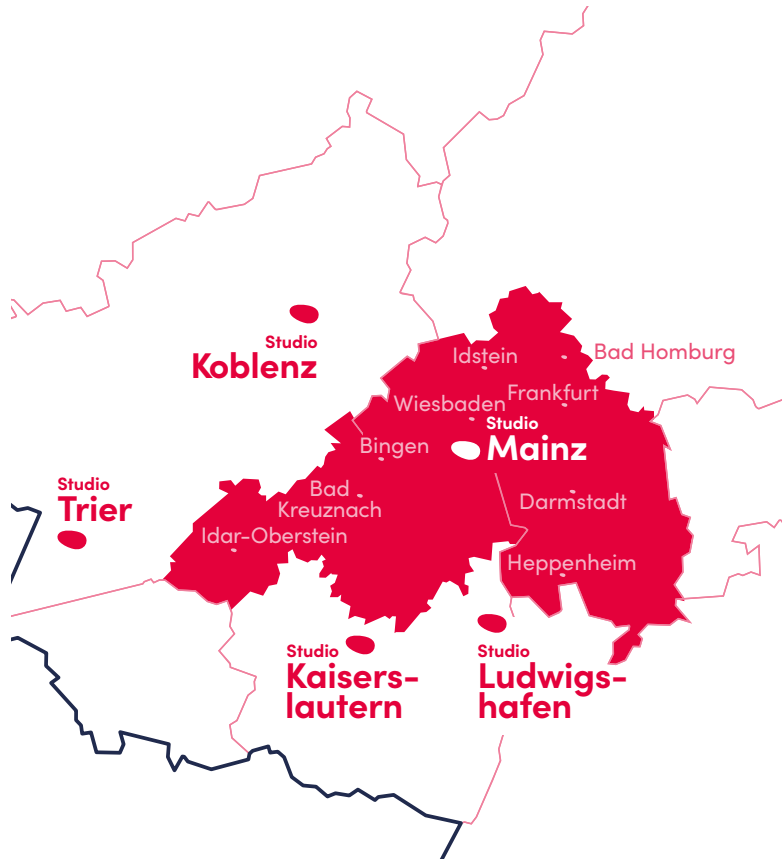 Studio
Koblenz
Idstein
Bad Homburg
Frankfurt
Wiesbaden
Studio
Mainz
Bingen
Studio
Trier
Bad
Kreuznach
Darmstadt
Idar-Oberstein
Heppenheim
Studio
Kaisers-
lautern
Studio
Ludwigs-
hafen